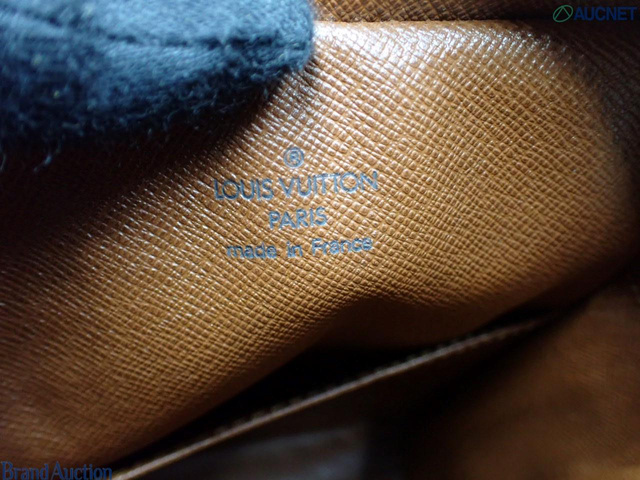 AUCNET
®
LOUIS VUITTON
PARIS
made in France
Brand Auction